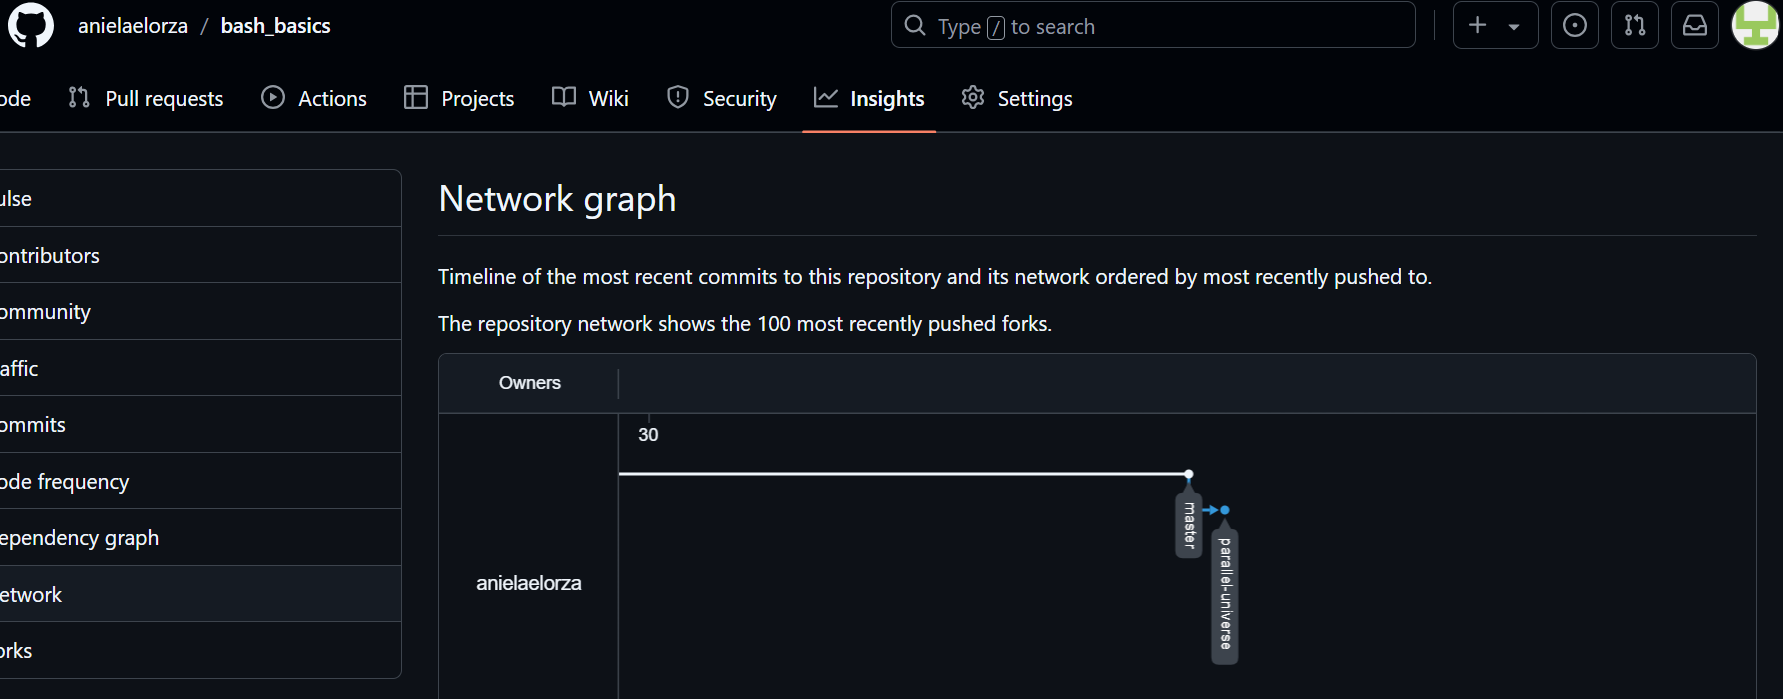 anielaelorza / bash_basics
Type / to search
ode Pull requests Actions Projects Wiki Security Insights Settings
ulse
ontributors
ommunity
affic
ommits
ode frequency
ependency graph
etwork
orks
Network graph
Timeline of the most recent commits to this repository and its network ordered by most recently pushed to.
The repository network shows the 100 most recently pushed forks.
Owners
30
master
parallel-universe
anielaelorza